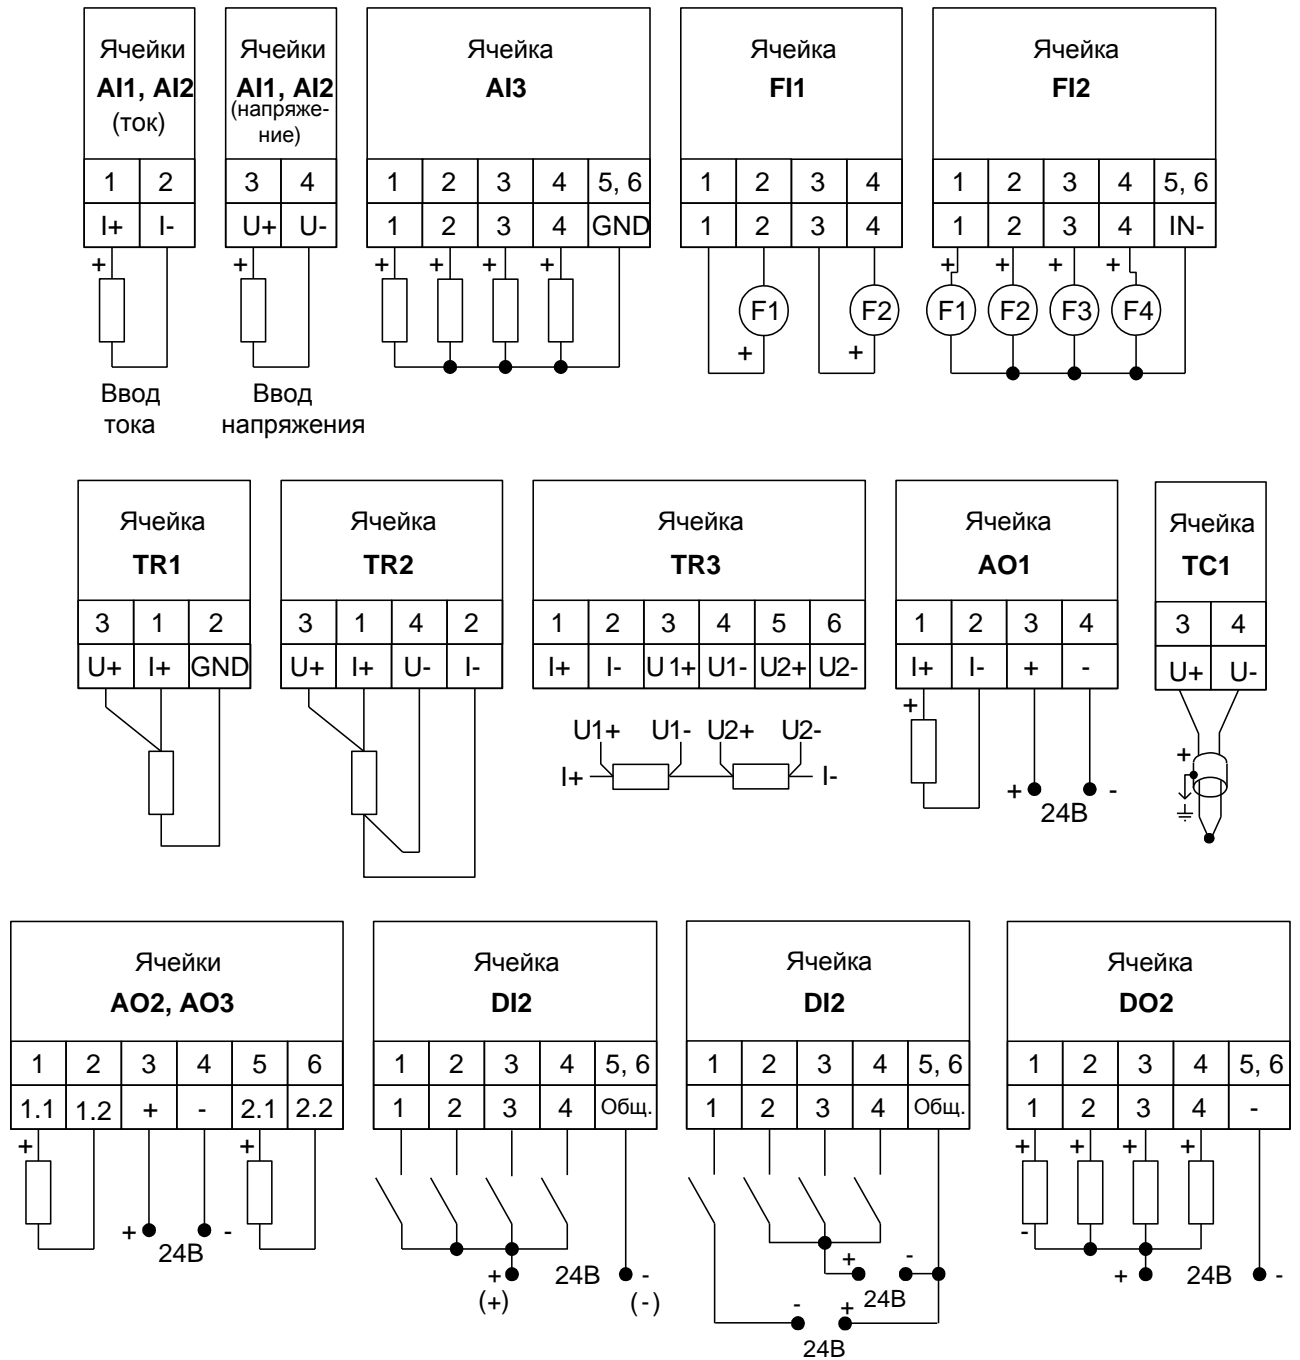 Ячейки
AI1, AI2
(ток)
1 2
I+ I-
+
Ввод
тока
Ячейки
AI1, AI2
(напряже-
ние)
3 4
U+ U-
+
Ввод
напряжения
Ячейка
AI3
1 2 3 4 5, 6
1 2 3 4 GND
+ + + +
Ячейка
FI1
1 2 3 4
1 2 3 4
F1 F2
+ +
Ячейка
FI2
1 2 3 4 5, 6
1 2 3 4 IN-
+ + + +
F1 F2 F3 F4
Ячейка
TR1
3 1 2
U+ I+ GND
Ячейка
TR2
3 1 4 2
U+ I+ U- I-
Ячейка
TR3
1 2 3 4 5 6
I+ I- U1+ U1- U2+ U2-
U1+ U1- U2+ U2-
I+ I-
Ячейка
AO1
1 2 3 4
I+ I- + -
+
+ -
24В
Ячейка
TC1
3 4
U+ U-
+
Ячейки
AO2, AO3
1 2 3 4 5 6
1.1 1.2 + - 2.1 2.2
+ +
+ -
24В
Ячейка
DI2
1 2 3 4 5, 6
1 2 3 4 Общ.
+ 24В -
(+) (-)
Ячейка
DI2
1 2 3 4 5, 6
1 2 3 4 Общ.
+ -
24В
- +
24В
Ячейка
DO2
1 2 3 4 5, 6
1 2 3 4 -
+ + + +
-
+ 24В -